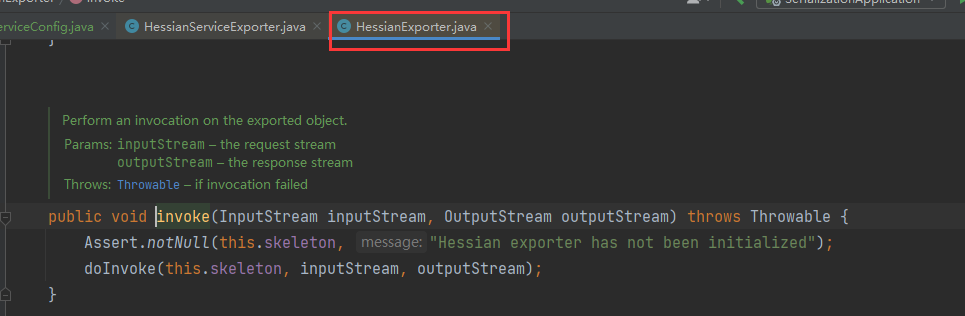 Exporter invoke SerializationApplication
erviceConfig.java HessianServiceExporter.java HessianExporter.java
}
Perform an invocation on the exported object.
Params: inputStream – the request stream
outputStream – the response stream
Throws: Throwable – if invocation failed
public void invoke(InputStream inputStream, OutputStream outputStream) throws Throwable {
Assert.notNull(this.skeleton, message: "Hessian exporter has not been initialized");
doInvoke(this.skeleton, inputStream, outputStream);
}